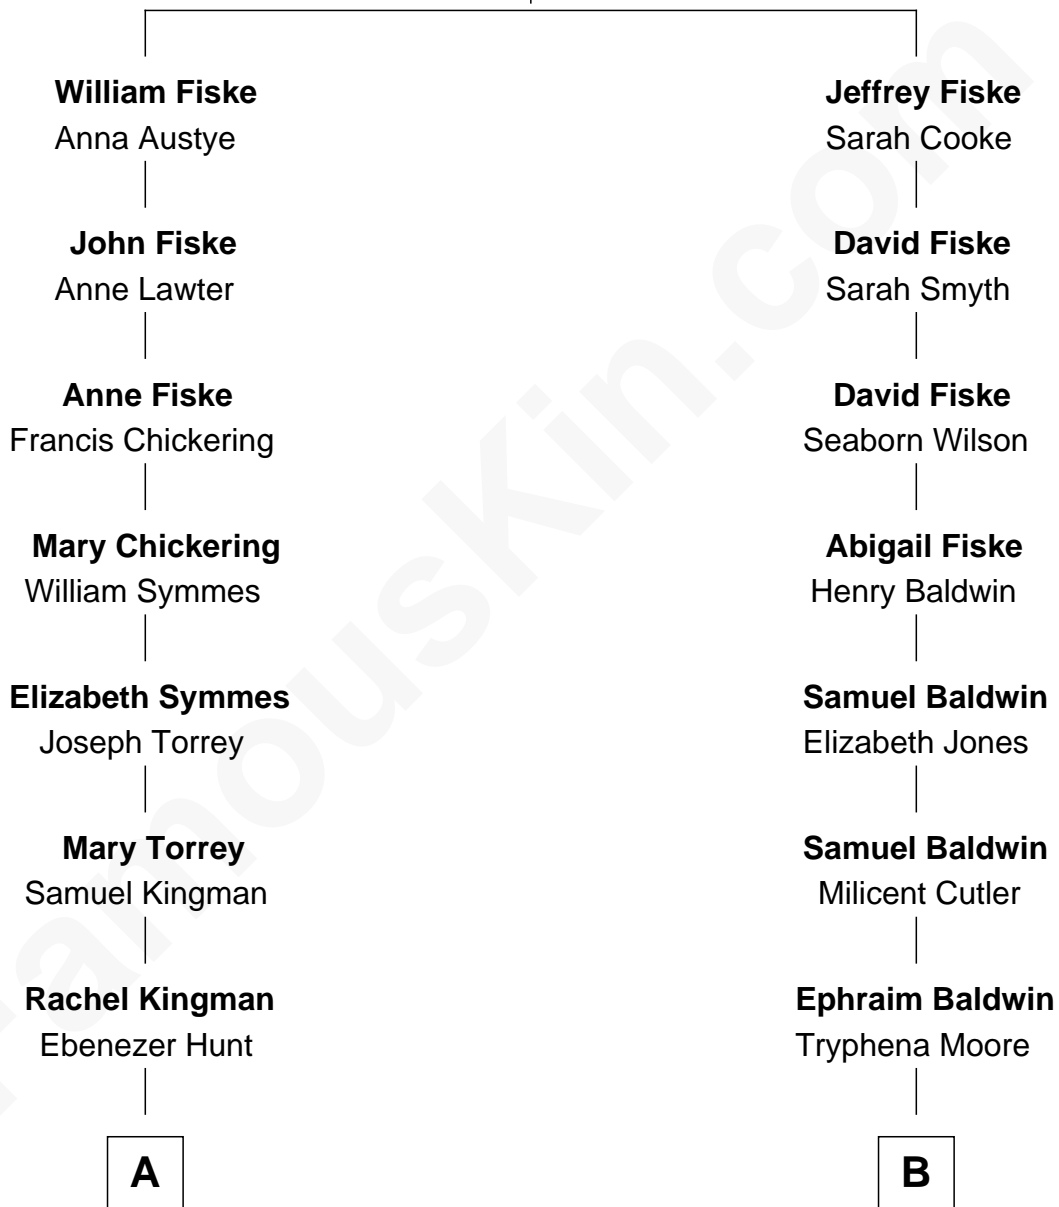 William Fiske
Anna Austye
John Fiske
Anne Lawter
Anne Fiske
Francis Chickering
Mary Chickering
William Symmes
Elizabeth Symmes
Joseph Torrey
Mary Torrey
Samuel Kingman
Rachel Kingman
Ebenezer Hunt
A
Jeffrey Fiske
Sarah Cooke
David Fiske
Sarah Smyth
David Fiske
Seaborn Wilson
Abigail Fiske
Henry Baldwin
Samuel Baldwin
Elizabeth Jones
Samuel Baldwin
Milicent Cutler
Ephraim Baldwin
Tryphena Moore
B
FamousKin.com